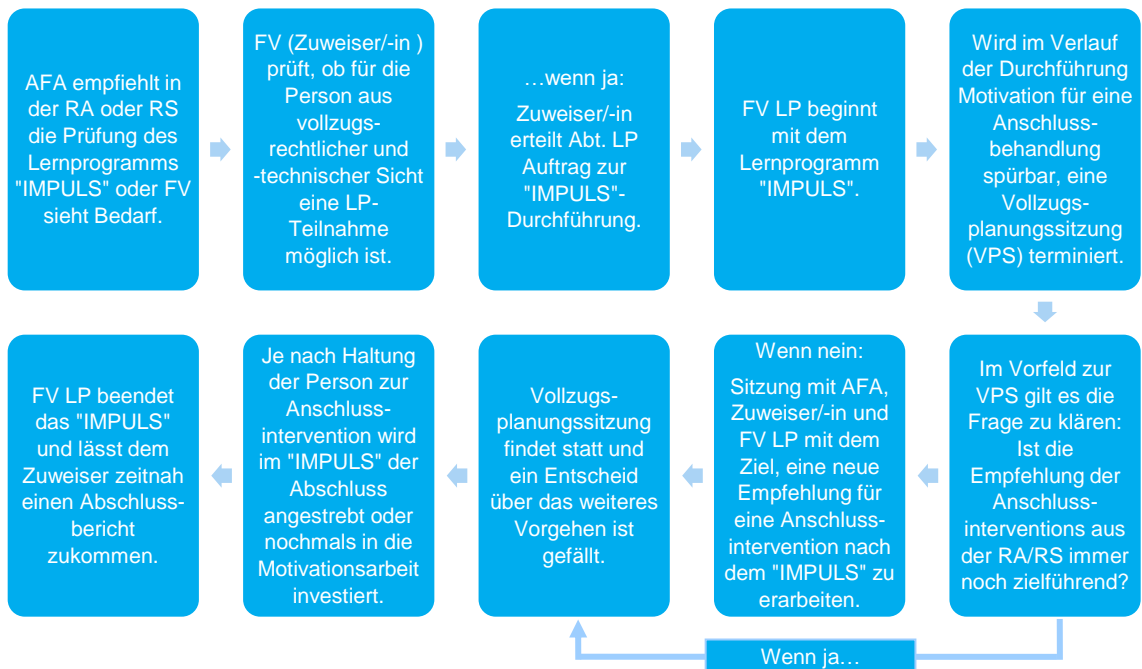 AFA empfiehlt in
der RA oder RS
die Prüfung des
Lernprogramms
"IMPULS" oder FV
sieht Bedarf.
FV (Zuweiser/-in )
prüft, ob für die
Person aus
vollzugs-
rechtlicher und
-technischer Sicht
eine LP-
Teilnahme
möglich ist.
…wenn ja:
Zuweiser/-in
erteilt Abt. LP
Auftrag zur
"IMPULS"-
Durchführung.
FV LP beginnt
mit dem
Lernprogramm
"IMPULS".
Wird im Verlauf
der Durchführung
Motivation für eine
Anschluss-
behandlung
spürbar, eine
Vollzugs-
planungssitzung
(VPS) terminiert.
Im Vorfeld zur
VPS gilt es die
Frage zu klären:
Ist die
Empfehlung der
Anschluss-
interventions aus
der RA/RS immer
noch zielführend?
Wenn nein:
Sitzung mit AFA,
Zuweiser/-in und
FV LP mit dem
Ziel, eine neue
Empfehlung für
eine Anschluss-
intervention nach
dem "IMPULS" zu
erarbeiten.
Wenn ja…
Vollzugs-
planungssitzung
findet statt und
ein Entscheid
über das weiteres
Vorgehen ist
gefällt.
Je nach Haltung
der Person zur
Anschluss-
intervention wird
im "IMPULS" der
Abschluss
angestrebt oder
nochmals in die
Motivationsarbeit
investiert.
FV LP beendet
das "IMPULS"
und lässt dem
Zuweiser zeitnah
einen Abschluss-
bericht
zukommen.